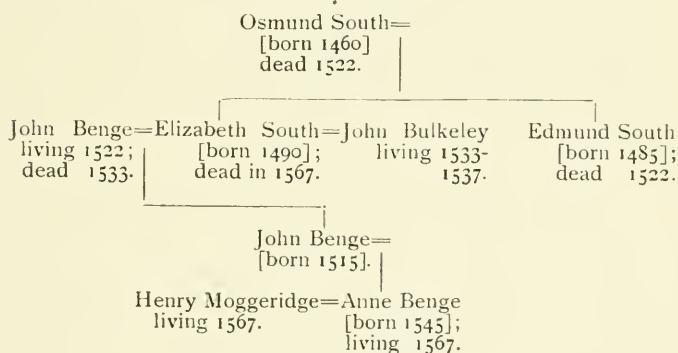 Osmund South=
[born 1460]
dead 1522.
John Benge=Elizabeth South=John Bulkeley Edmund South
living 1522; [born 1490]; living 1533- [born 1485];
dead 1533. dead in 1567. 1537. dead 1522.
John Benge=
[born 1515].
Henry Moggeridge=Anne Benge
living 1567. [born 1545];
living 1567.